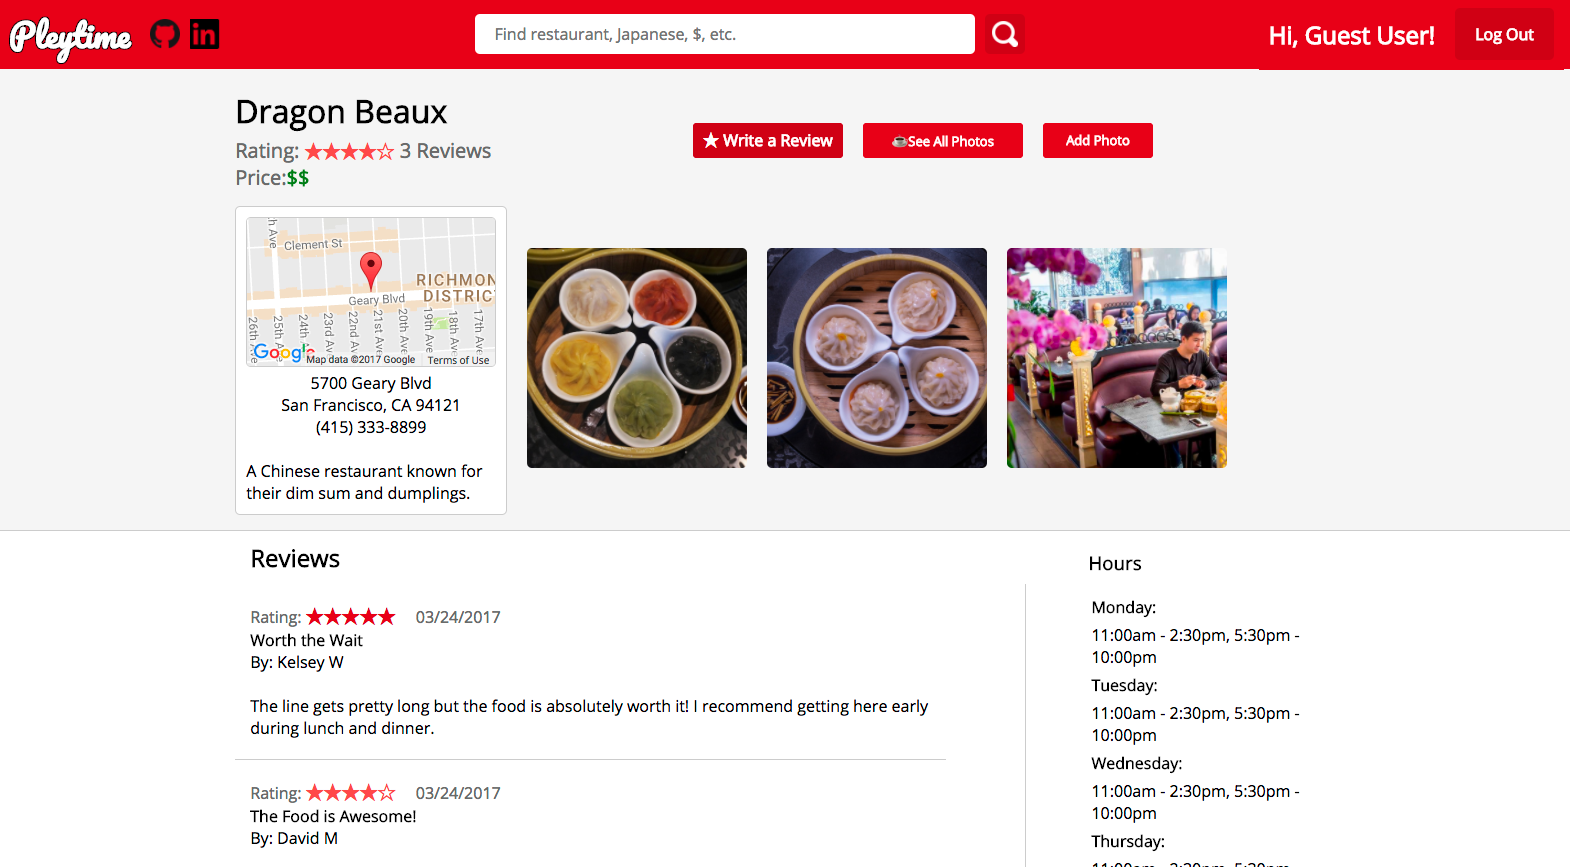 Pleytime
in
Find restaurant, Japanese, $, etc.
Hi, Guest User!
Log Out
Dragon Beaux
Rating: ★★★★☆ 3 Reviews
Price:$$
★ Write a Review
☕See All Photos
Add Photo
Clement St
RICHMON
DISTRIC
Geary Blvd
26th Ave
25th Ave
24th
23rd Av
22nd Av
21st Ave
20th Ave
19th Ave
18th Ave
17th Ave
Google
Map data ©2017 Google
Terms of Use
5700 Geary Blvd
San Francisco, CA 94121
(415) 333-8899
A Chinese restaurant known for
their dim sum and dumplings.
Reviews
Rating: ★★★★★ 03/24/2017
Worth the Wait
By: Kelsey W
The line gets pretty long but the food is absolutely worth it! I recommend getting here early
during lunch and dinner.
Rating: ★★★★☆ 03/24/2017
The Food is Awesome!
By: David M
Hours
Monday:
11:00am - 2:30pm, 5:30pm -
10:00pm
Tuesday:
11:00am - 2:30pm, 5:30pm -
10:00pm
Wednesday:
11:00am - 2:30pm, 5:30pm -
10:00pm
Thursday: